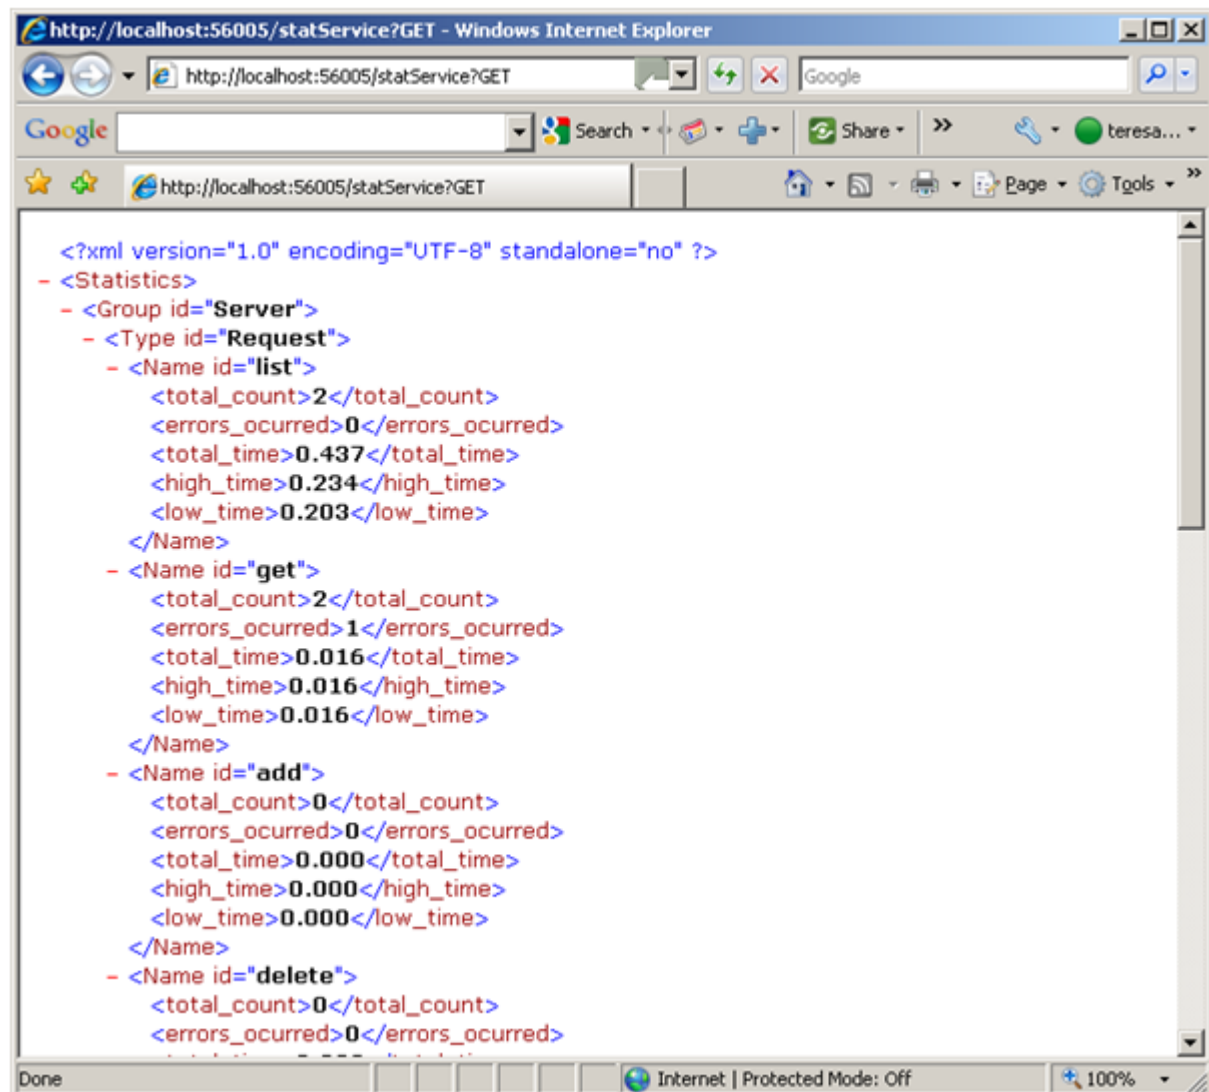 http://localhost:56005/statService?GET - Windows Internet Explorer
http://localhost:56005/statService?GET Google
Google Search Share » teresa...
http://localhost:56005/statService?GET Page Tools »
<?xml version="1.0" encoding="UTF-8" standalone="no" ?>
- <Statistics>
- <Group id="Server">
- <Type id="Request">
- <Name id="list">
<total_count>2</total_count>
<errors_ocurred>0</errors_ocurred>
<total_time>0.437</total_time>
<high_time>0.234</high_time>
<low_time>0.203</low_time>
</Name>
- <Name id="get">
<total_count>2</total_count>
<errors_ocurred>1</errors_ocurred>
<total_time>0.016</total_time>
<high_time>0.016</high_time>
<low_time>0.016</low_time>
</Name>
- <Name id="add">
<total_count>0</total_count>
<errors_ocurred>0</errors_ocurred>
<total_time>0.000</total_time>
<high_time>0.000</high_time>
<low_time>0.000</low_time>
</Name>
- <Name id="delete">
<total_count>0</total_count>
<errors_ocurred>0</errors_ocurred>
Done Internet | Protected Mode: Off 100%